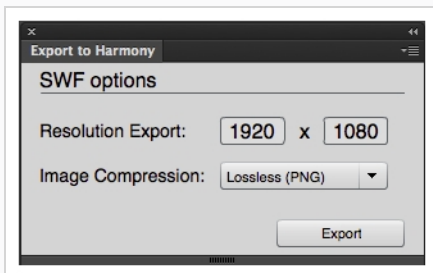 Export to Harmony
SWF options
Resolution Export: 1920 x 1080
Image Compression: Lossless (PNG)
Export